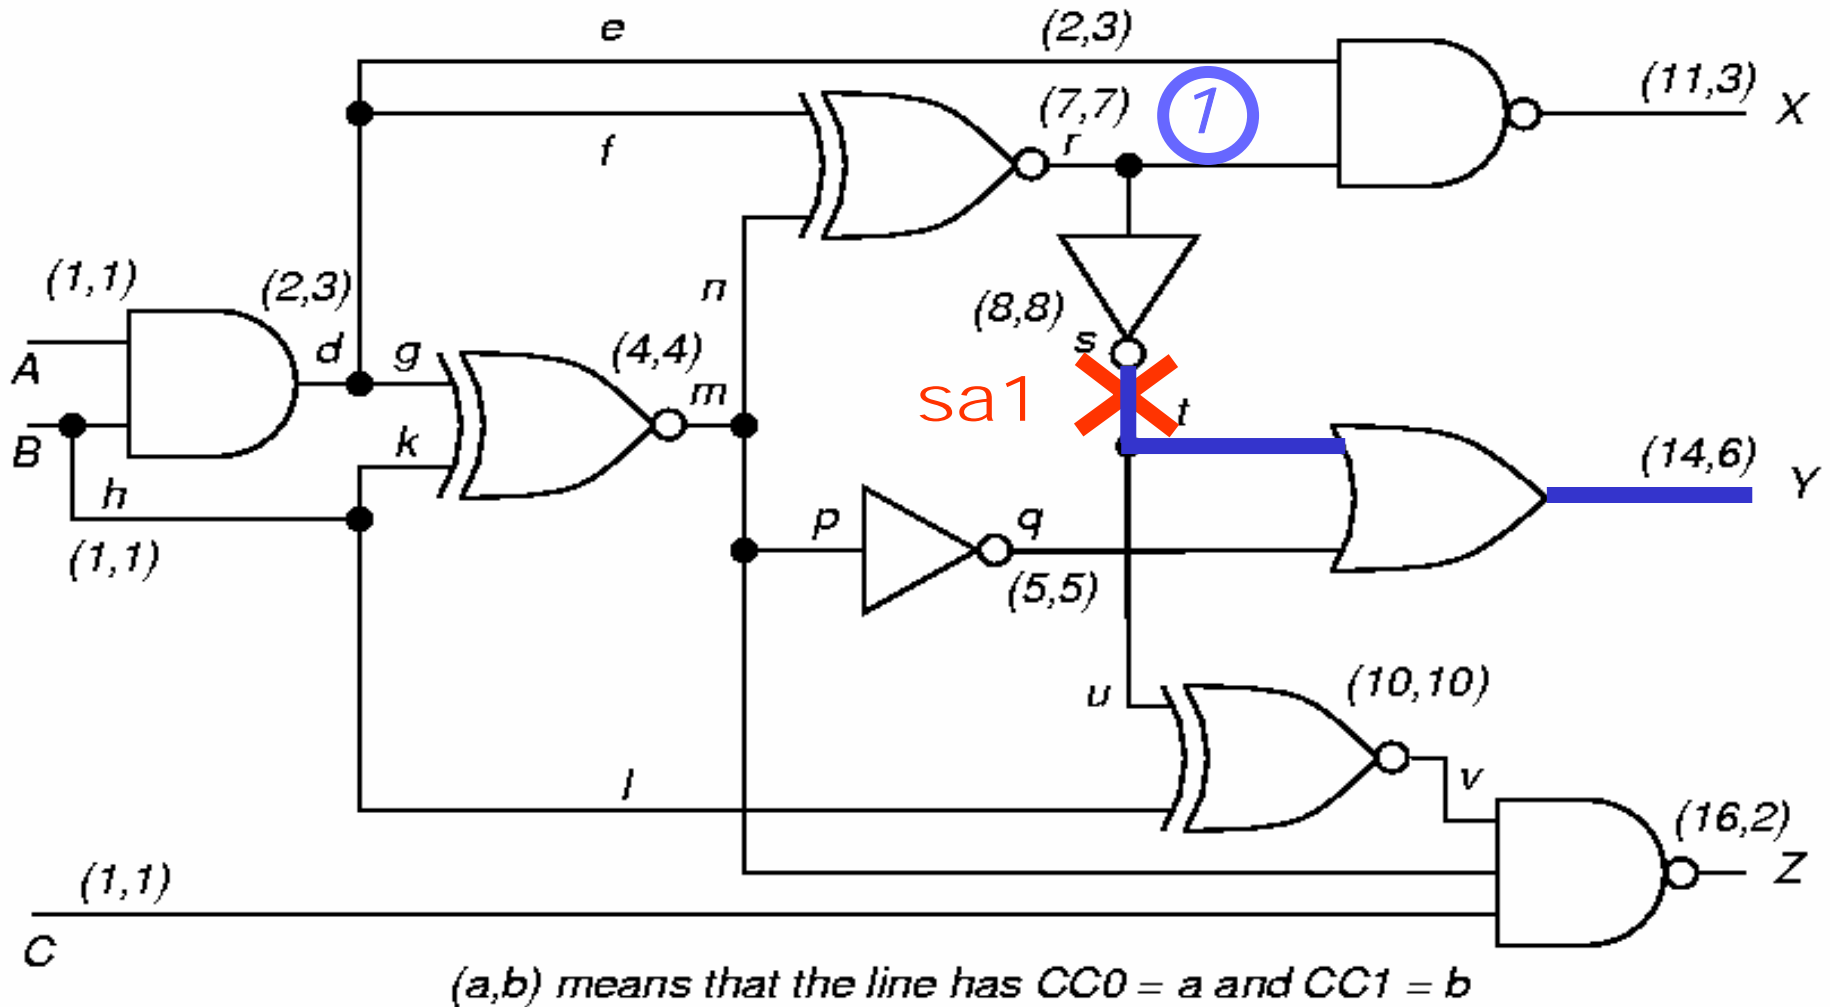 e
(2,3)
(11,3)
X
(7,7)
1
f
r
(1,1)
(2,3)
n
(8,8)
s
A
d
g
(4,4)
m
sa1
t
B
k
(14,6)
Y
h
p
q
(1,1)
(5,5)
u
(10,10)
l
v
(16,2)
Z
(1,1)
C
(a,b) means that the line has CC0 = a and CC1 = b